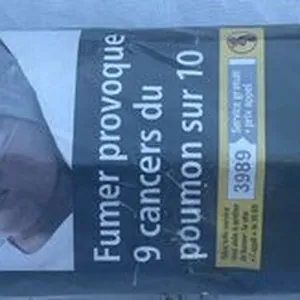 Fumer provoque
9 cancers du
poumon sur 10
3989 Service gratuit
+ prix appel